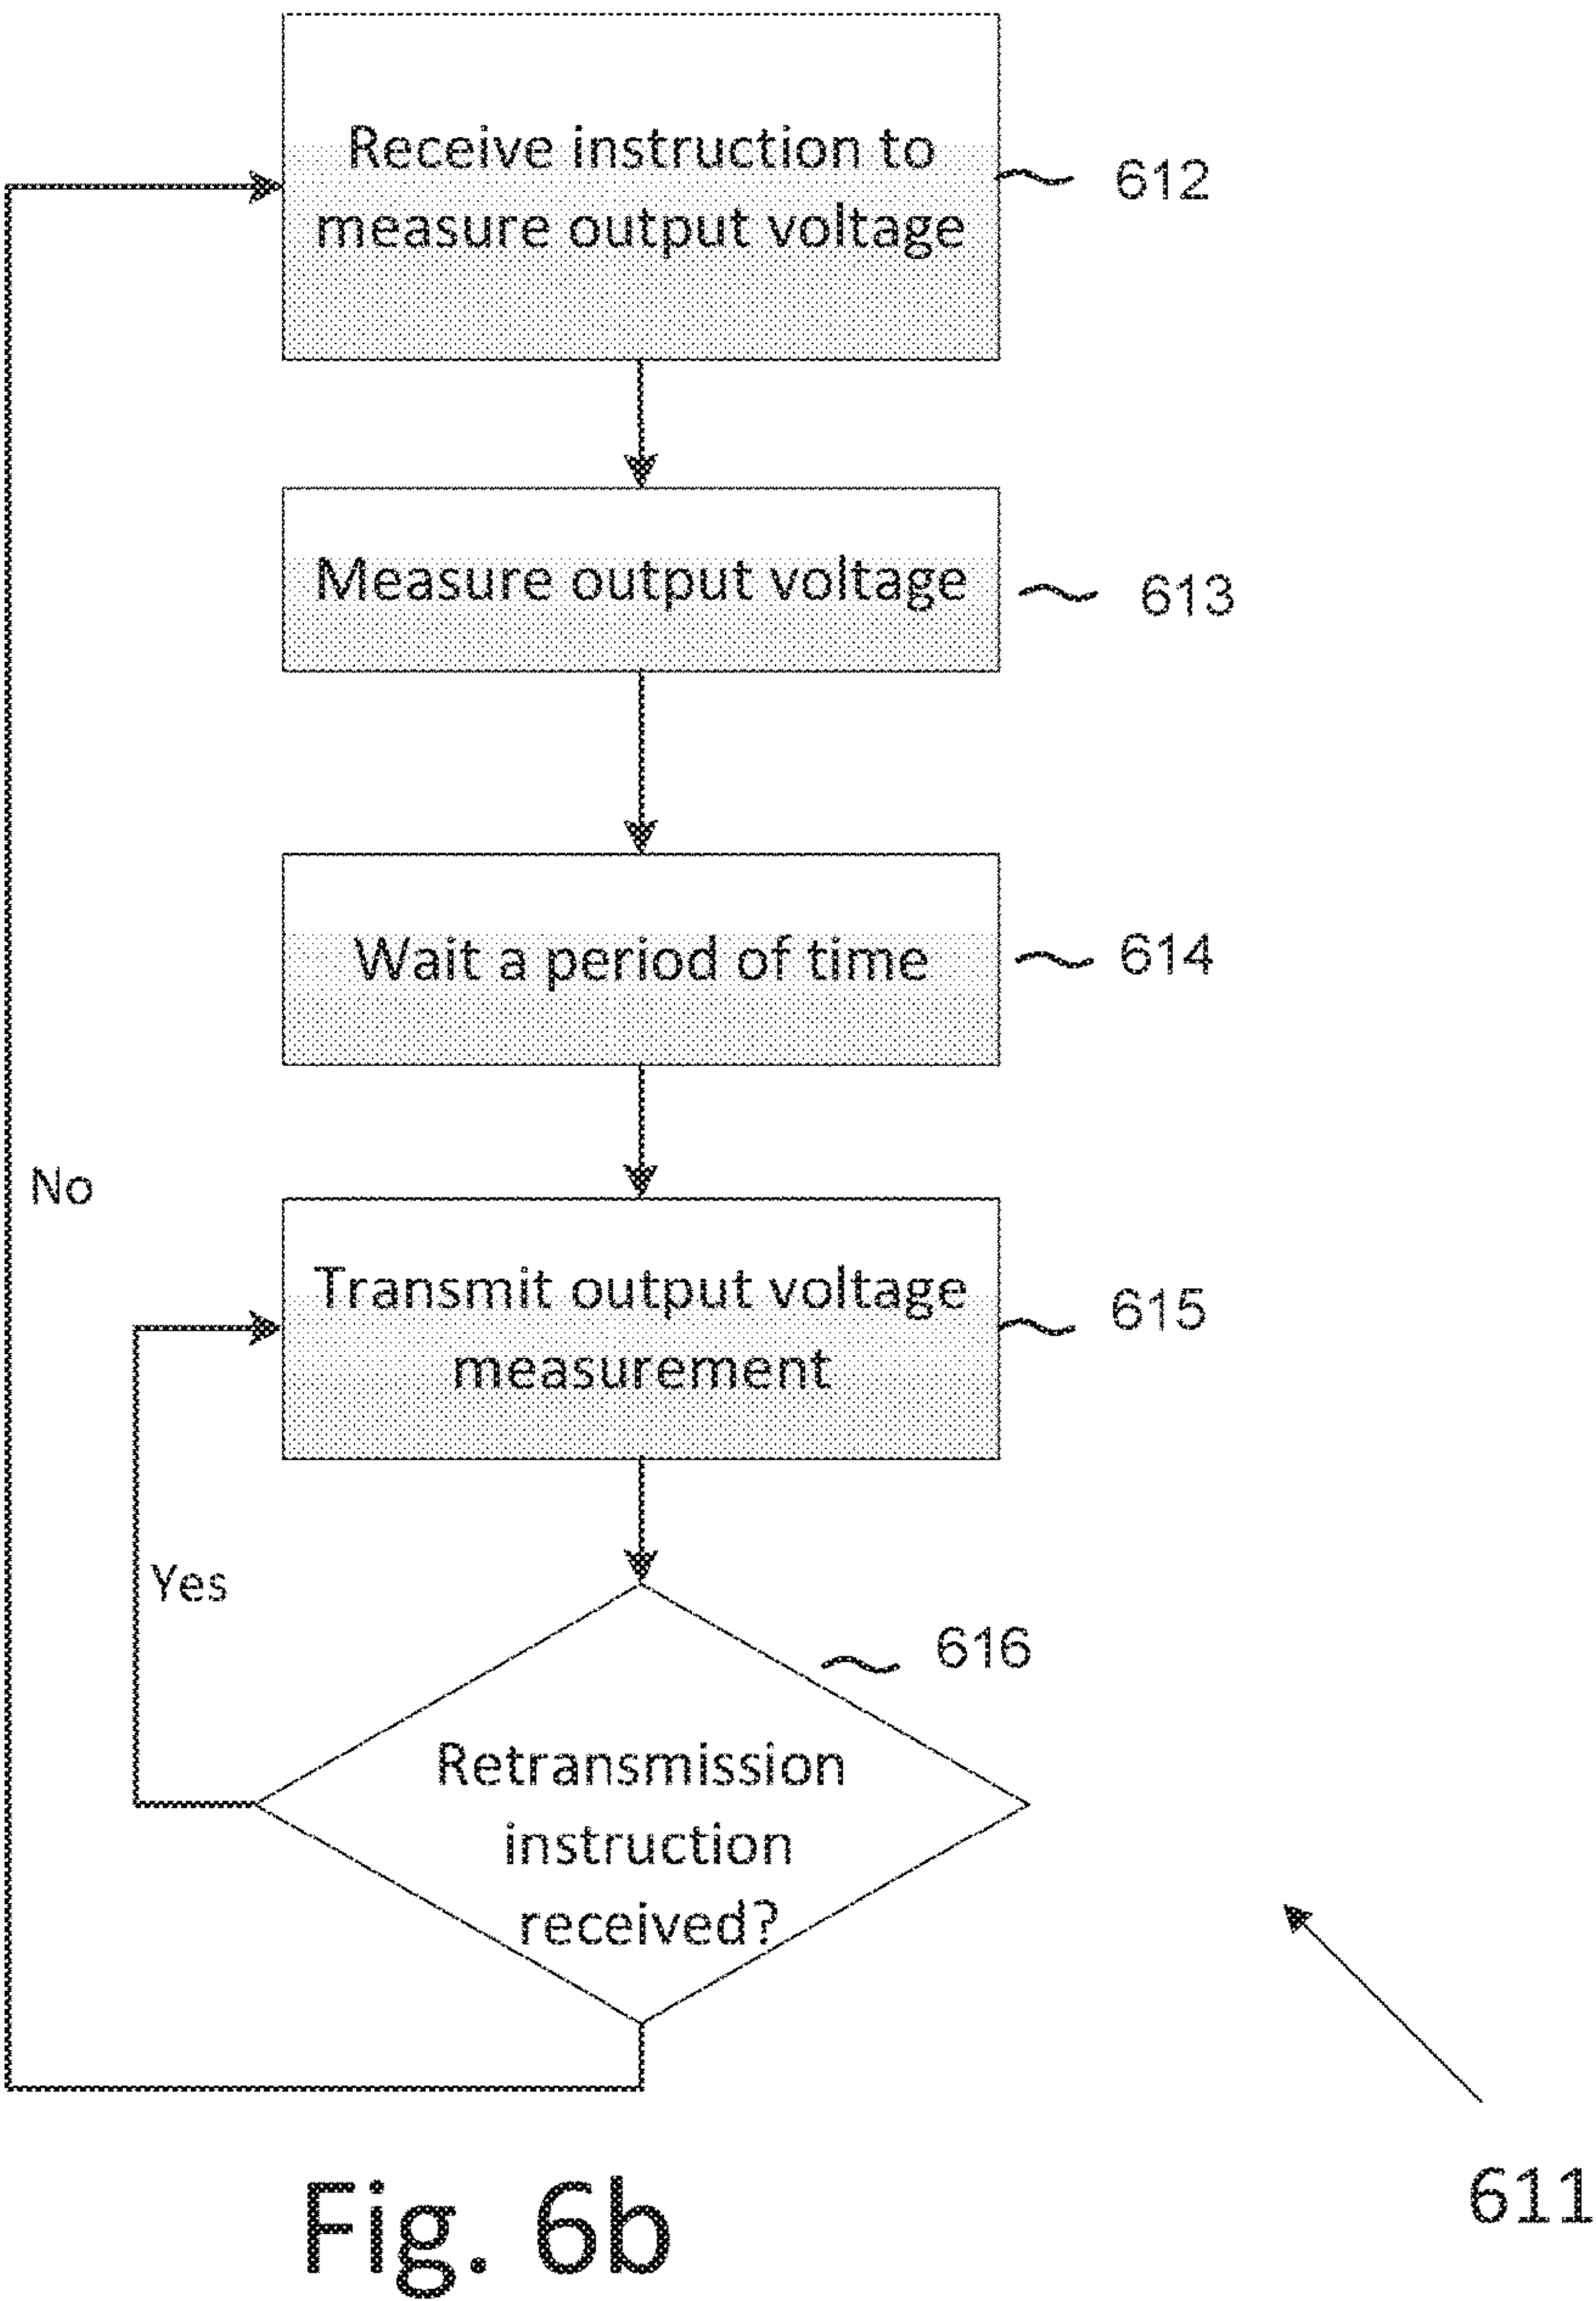 Receive instruction to
measure output voltage
612
Measure output voltage
613
Wait a period of time
614
No
Transmit output voltage
measurement
615
Yes
616
Retransmission
instruction
received?
611
Fig. 6b